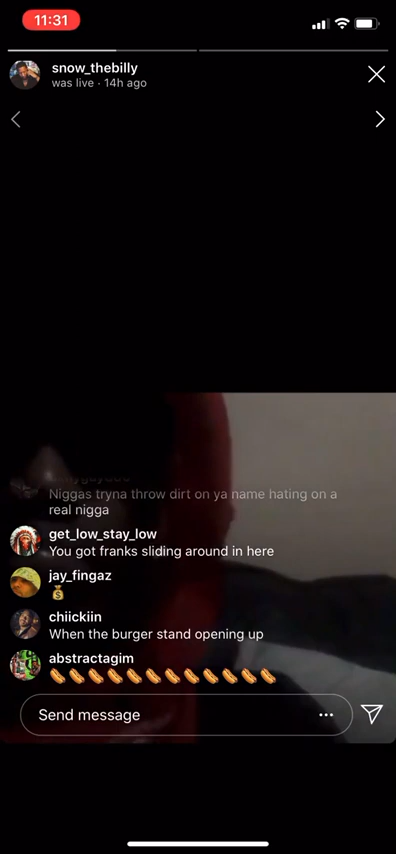 11:31
snow_thebilly
was live · 14h ago
Niggas tryna throw dirt on ya name hating on a
real nigga
get_low_stay_low
You got franks sliding around in here
jay_fingaz
💰
chiickiin
When the burger stand opening up
abstractagim
🌭🌭🌭🌭🌭🌭🌭🌭🌭🌭🌭🌭
Send message